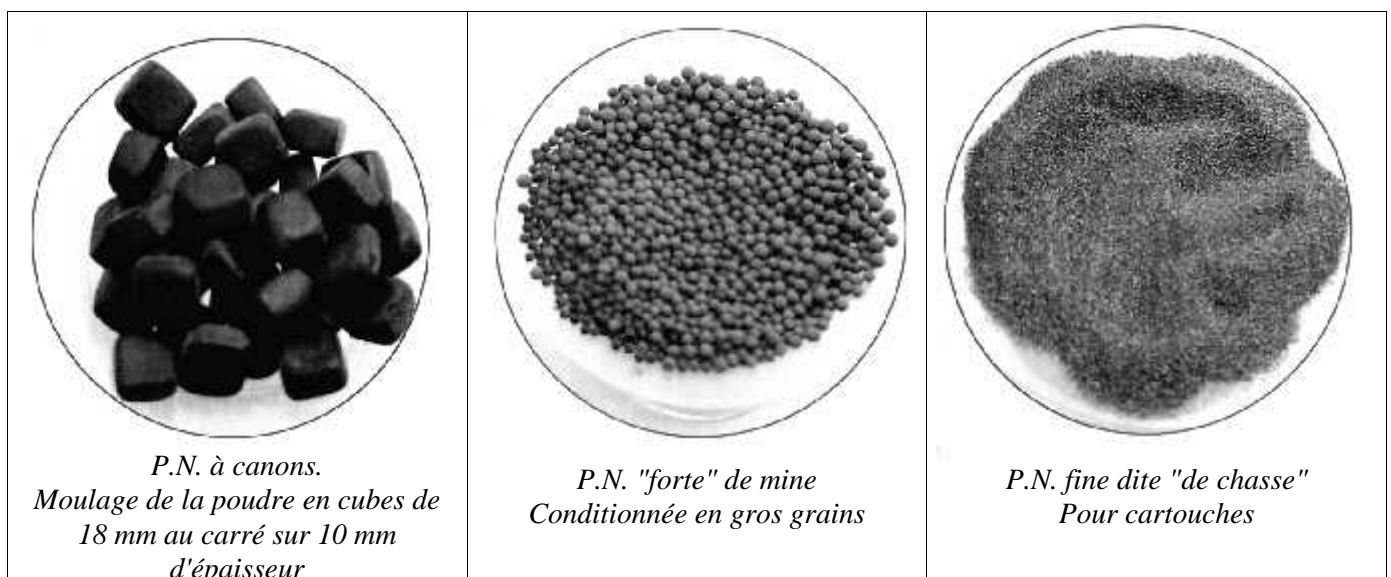 P.N. à canons.
Moulage de la poudre en cubes de
18 mm au carré sur 10 mm
d'épaisseur
P.N. "forte" de mine
Conditionnée en gros grains
P.N. fine dite "de chasse"
Pour cartouches